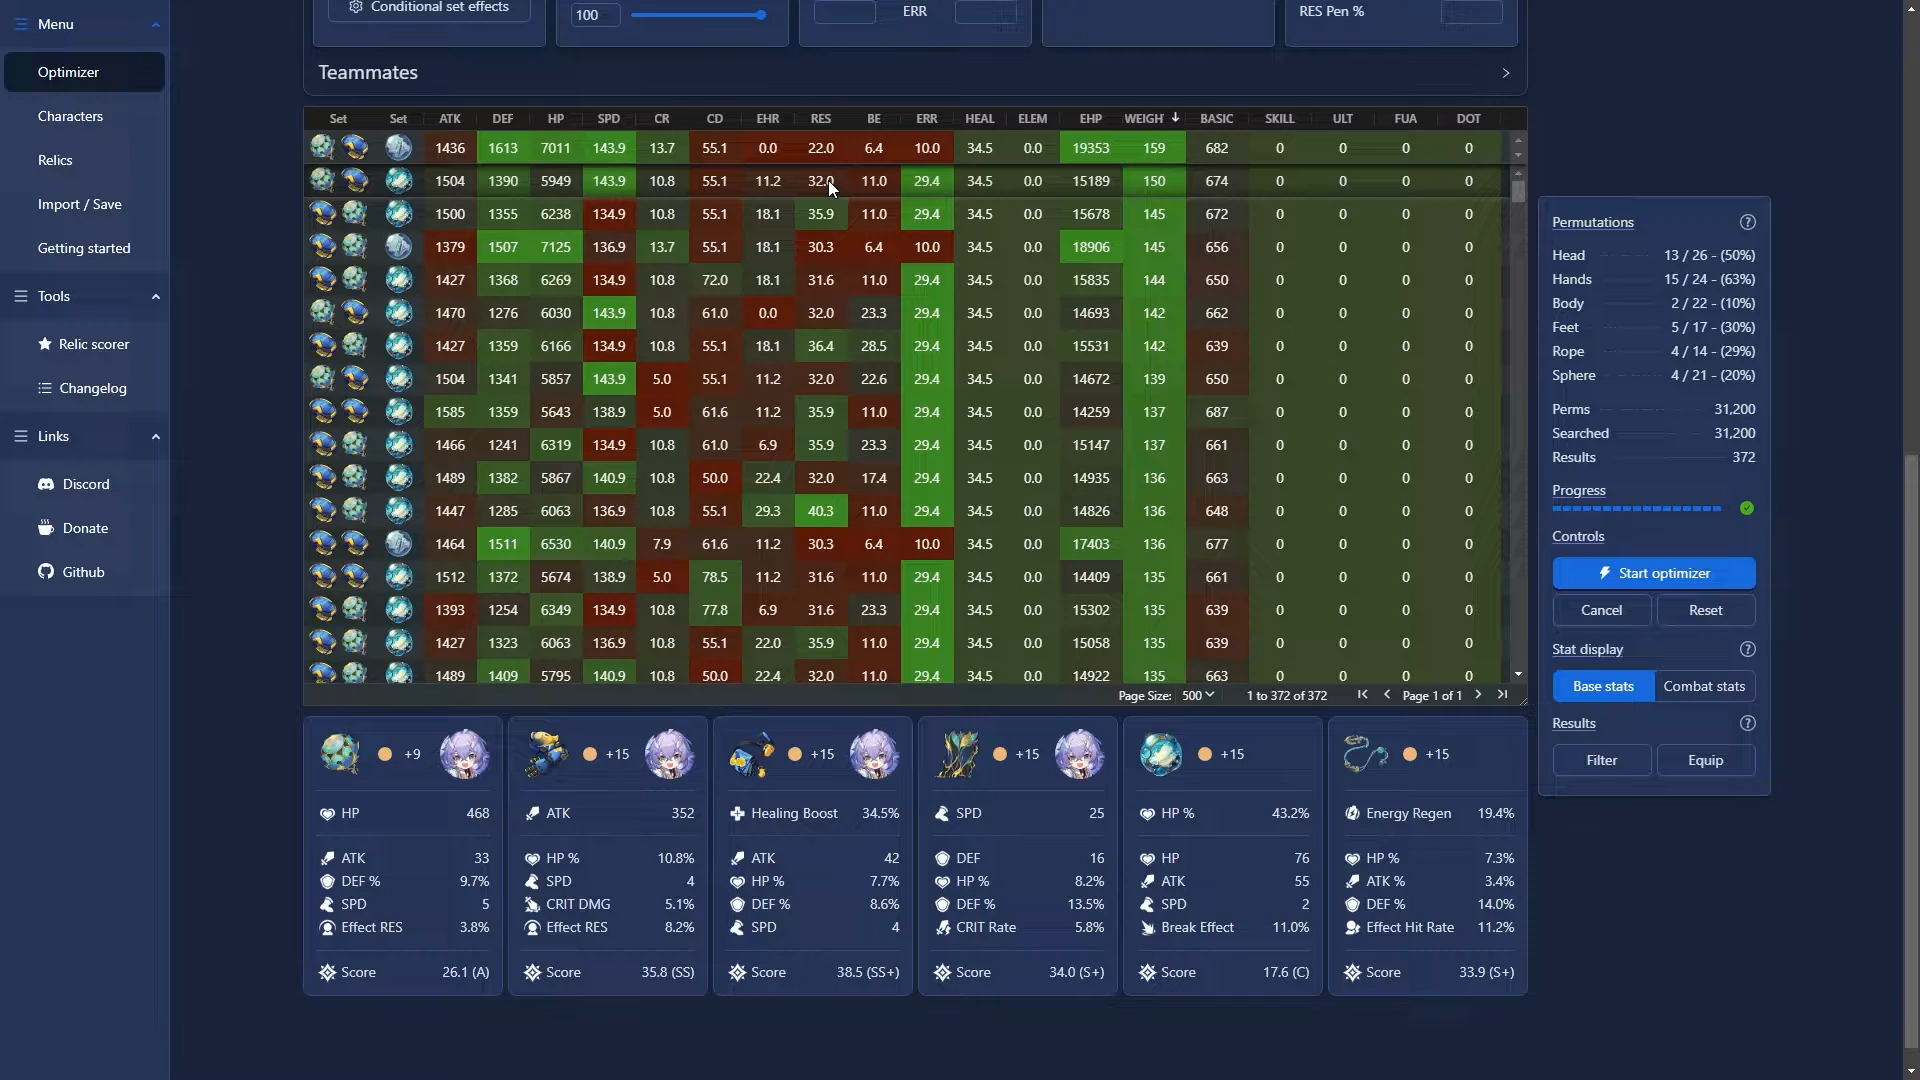 Menu
Optimizer
Characters
Relics
Import / Save
Getting started
Tools
Relic scorer
Changelog
Links
Discord
Donate
Github
Conditional set effects
100
ERR
RES Pen %
Teammates
Set Set ATK DEF HP SPD CR CD EHR RES BE ERR HEAL ELEM EHP WEIGH BASIC SKILL ULT FUA DOT
1436 1613 7011 143.9 13.7 55.1 0.0 22.0 6.4 10.0 34.5 0.0 19353 159 682 0 0 0 0
1504 1390 5949 143.9 10.8 55.1 11.2 32.0 11.0 29.4 34.5 0.0 15189 150 674 0 0 0 0
1500 1355 6238 134.9 10.8 55.1 18.1 35.9 11.0 29.4 34.5 0.0 15678 145 672 0 0 0 0
1379 1507 7125 136.9 13.7 55.1 18.1 30.3 6.4 10.0 34.5 0.0 18906 145 656 0 0 0 0
1427 1368 6269 134.9 10.8 72.0 18.1 31.6 11.0 29.4 34.5 0.0 15835 144 650 0 0 0 0
1470 1276 6030 143.9 10.8 61.0 0.0 32.0 23.3 29.4 34.5 0.0 14693 142 662 0 0 0 0
1427 1359 6166 134.9 10.8 55.1 18.1 36.4 28.5 29.4 34.5 0.0 15531 142 639 0 0 0 0
1504 1341 5857 143.9 5.0 55.1 11.2 32.0 22.6 29.4 34.5 0.0 14672 139 650 0 0 0 0
1585 1359 5643 138.9 5.0 61.6 11.2 35.9 11.0 29.4 34.5 0.0 14259 137 687 0 0 0 0
1466 1241 6319 134.9 10.8 61.0 6.9 35.9 23.3 29.4 34.5 0.0 15147 137 661 0 0 0 0
1489 1382 5867 140.9 10.8 50.0 22.4 32.0 17.4 29.4 34.5 0.0 14935 136 663 0 0 0 0
1447 1285 6063 136.9 10.8 55.1 29.3 40.3 11.0 29.4 34.5 0.0 14826 136 648 0 0 0 0
1464 1511 6530 140.9 7.9 61.6 11.2 30.3 6.4 10.0 34.5 0.0 17403 136 677 0 0 0 0
1512 1372 5674 138.9 5.0 78.5 11.2 31.6 11.0 29.4 34.5 0.0 14409 135 661 0 0 0 0
1393 1254 6349 134.9 10.8 77.8 6.9 31.6 23.3 29.4 34.5 0.0 15302 135 639 0 0 0 0
1427 1323 6063 136.9 10.8 55.1 22.0 35.9 11.0 29.4 34.5 0.0 15058 135 639 0 0 0 0
1489 1409 5795 140.9 10.8 50.0 22.4 32.0 11.0 29.4 34.5 0.0 14922 135 663 0 0 0 0
Page Size: 500 1 to 372 of 372 Page 1 of 1
+9
HP 468
ATK 33
DEF % 9.7%
SPD 5
Effect RES 3.8%
Score 26.1 (A)
+15
ATK 352
HP % 10.8%
SPD 4
CRIT DMG 5.1%
Effect RES 8.2%
Score 35.8 (SS)
+15
Healing Boost 34.5%
ATK 42
HP % 7.7%
DEF % 8.6%
SPD 4
Score 38.5 (SS+)
+15
SPD 25
DEF 16
HP % 8.2%
DEF % 13.5%
CRIT Rate 5.8%
Score 34.0 (S+)
+15
HP % 43.2%
HP 76
ATK 55
SPD 2
Break Effect 11.0%
Score 17.6 (C)
+15
Energy Regen 19.4%
HP % 7.3%
ATK % 3.4%
DEF % 14.0%
Effect Hit Rate 11.2%
Score 33.9 (S+)
Permutations ?
Head 13 / 26 - (50%)
Hands 15 / 24 - (63%)
Body 2 / 22 - (10%)
Feet 5 / 17 - (30%)
Rope 4 / 14 - (29%)
Sphere 4 / 21 - (20%)
Perms 31,200
Searched 31,200
Results 372
Progress
Controls
Start optimizer
Cancel Reset
Stat display ?
Base stats Combat stats
Results ?
Filter Equip